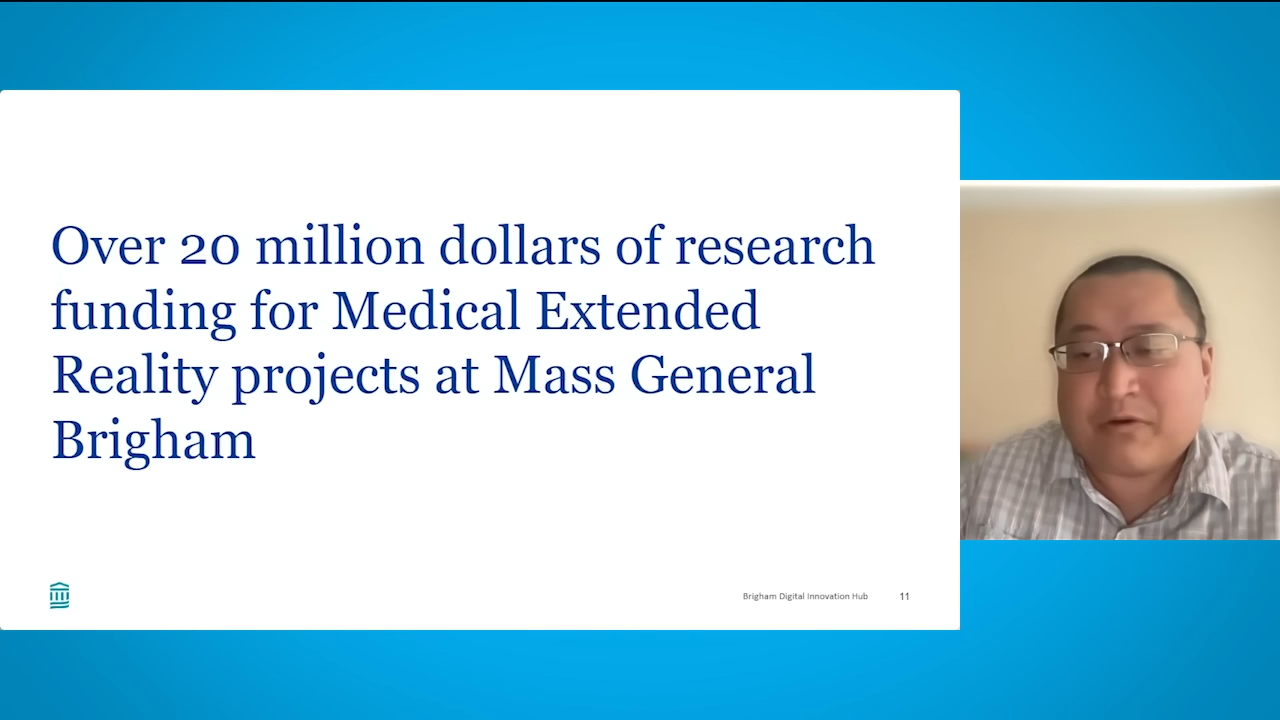 Over 20 million dollars of research
funding for Medical Extended
Reality projects at Mass General
Brigham
Brigham Digital Innovation Hub
11